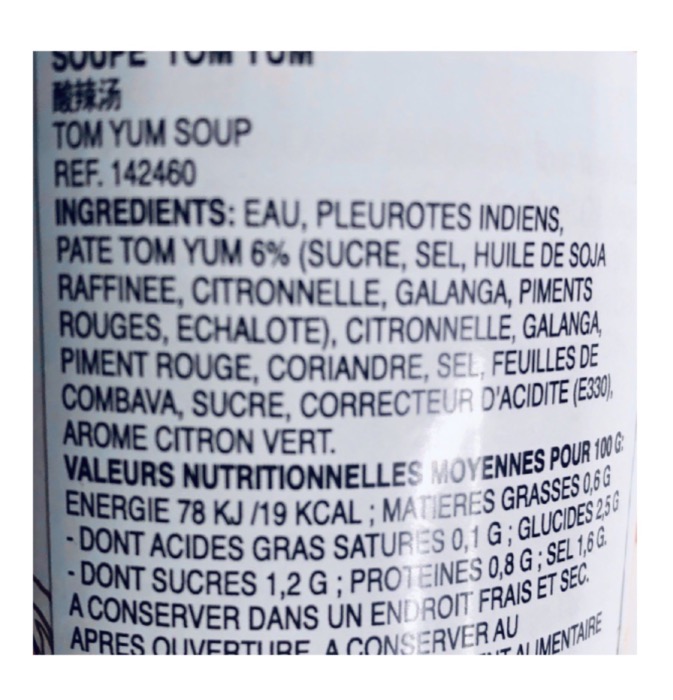 SOUPE TOM YUM
酸辣汤
TOM YUM SOUP
REF. 142460
INGREDIENTS: EAU, PLEUROTES INDIENS,
PATE TOM YUM 6% (SUCRE, SEL, HUILE DE SOJA
RAFFINEE, CITRONNELLE, GALANGA, PIMENTS
ROUGES, ECHALOTE), CITRONNELLE, GALANGA,
PIMENT ROUGE, CORIANDRE, SEL, FEUILLES DE
COMBAVA, SUCRE, CORRECTEUR D'ACIDITE (E330),
AROME CITRON VERT.
VALEURS NUTRITIONNELLES MOYENNES POUR 100 G:
ENERGIE 78 KJ /19 KCAL ; MATIERES GRASSES 0,6 G
- DONT ACIDES GRAS SATURES 0,1 G ; GLUCIDES 2,5 G
- DONT SUCRES 1,2 G ; PROTEINES 0,8 G ; SEL 1,6 G.
A CONSERVER DANS UN ENDROIT FRAIS ET SEC.
APRES OUVERTURE, A CONSERVER AU
ALIMENTAIRE